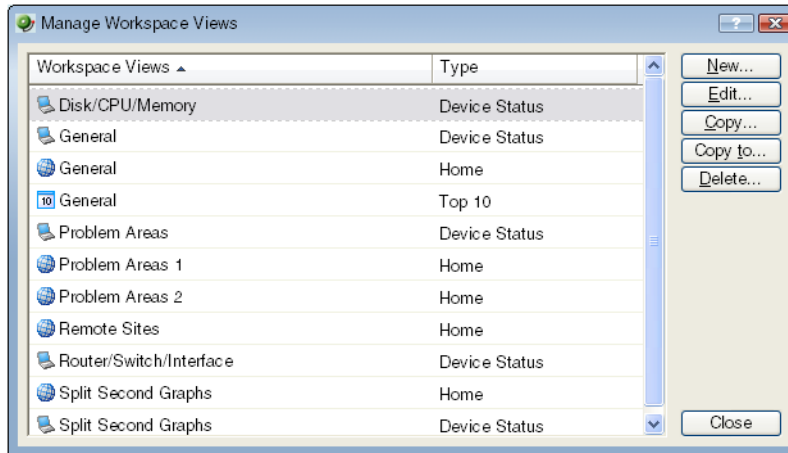 Manage Workspace Views
?
Workspace Views Type
Disk/CPU/Memory Device Status
General Device Status
General Home
10 General Top 10
Problem Areas Device Status
Problem Areas 1 Home
Problem Areas 2 Home
Remote Sites Home
Router/Switch/Interface Device Status
Split Second Graphs Home
Split Second Graphs Device Status
New...
Edit...
Copy...
Copy to...
Delete...
Close